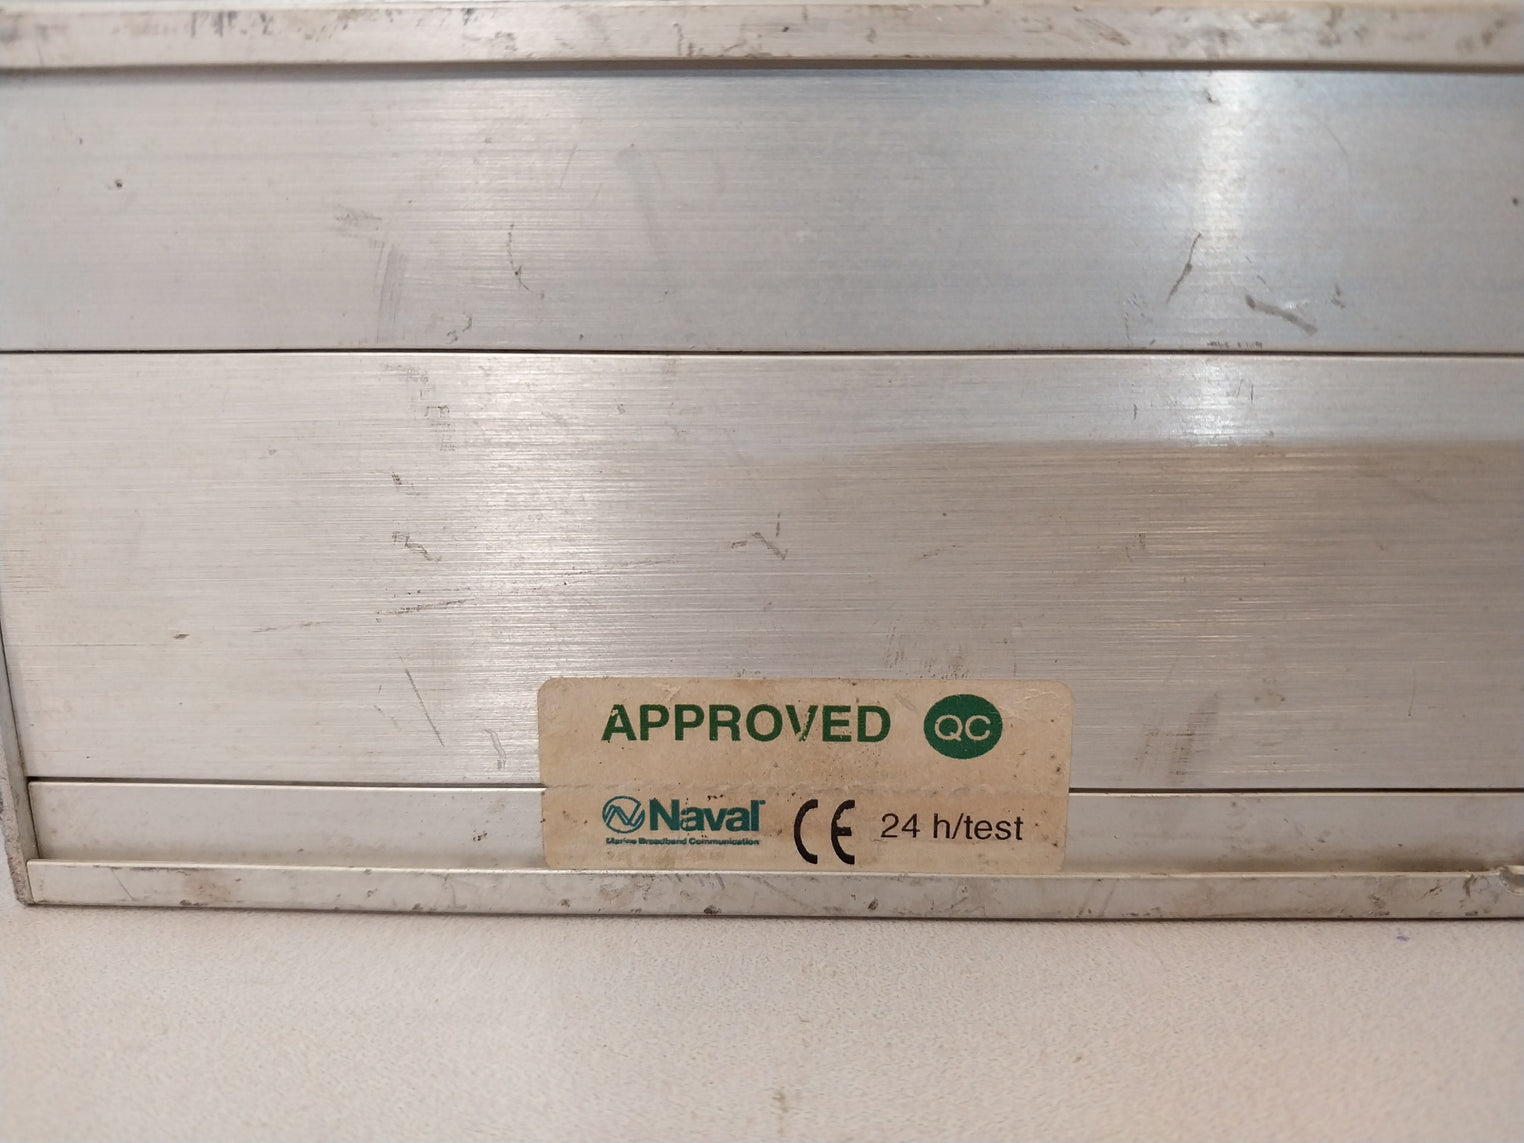 APPROVED QC
Naval CE 24 h/test
Marine Broadband Communication